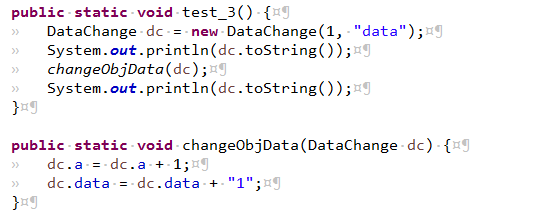 public static void test_3() {
DataChange dc = new DataChange(1, "data");
System.out.println(dc.toString());
changeObjData(dc);
System.out.println(dc.toString());
}
public static void changeObjData(DataChange dc) {
dc.a = dc.a + 1;
dc.data = dc.data + "1";
}